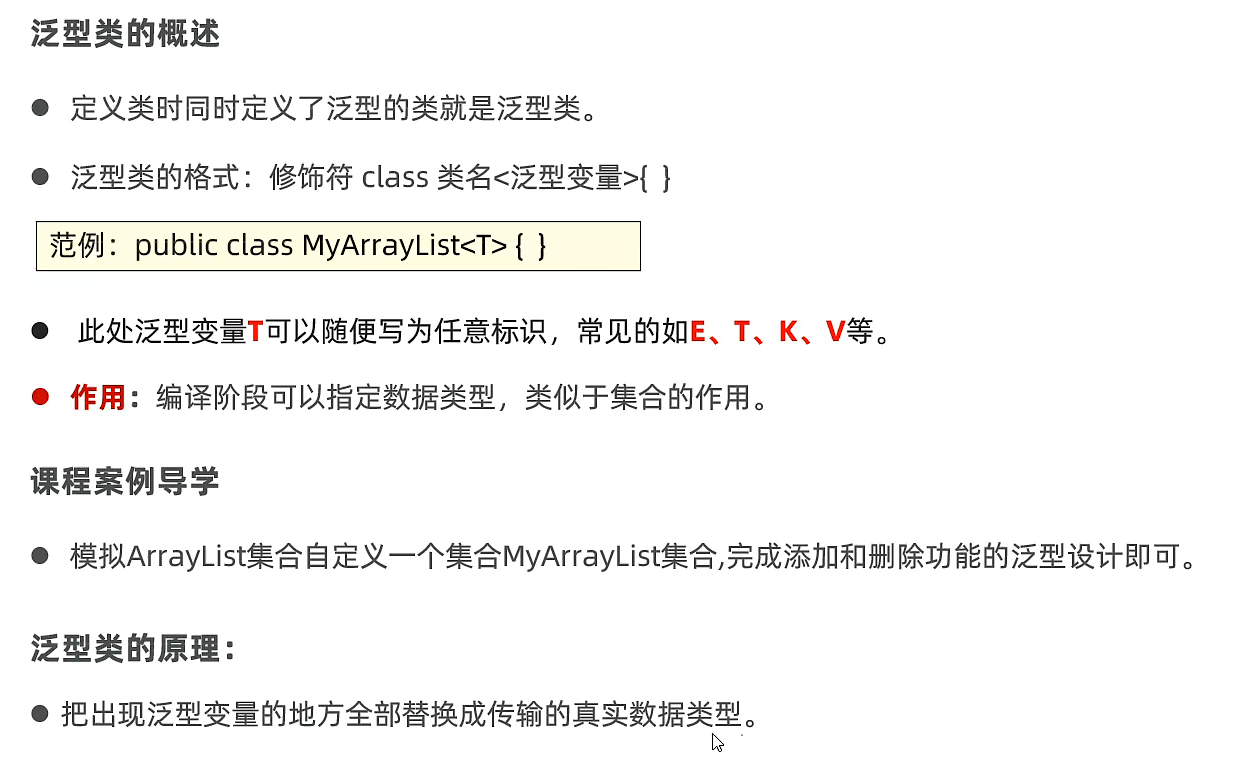 泛型类的概述
● 定义类时同时定义了泛型的类就是泛型类。
● 泛型类的格式：修饰符 class 类名<泛型变量>{ }
范例：public class MyArrayList<T> { }
● 此处泛型变量T可以随便写为任意标识，常见的如E、T、K、V等。
● 作用：编译阶段可以指定数据类型，类似于集合的作用。
课程案例导学
● 模拟ArrayList集合自定义一个集合MyArrayList集合,完成添加和删除功能的泛型设计即可。
泛型类的原理：
● 把出现泛型变量的地方全部替换成传输的真实数据类型。